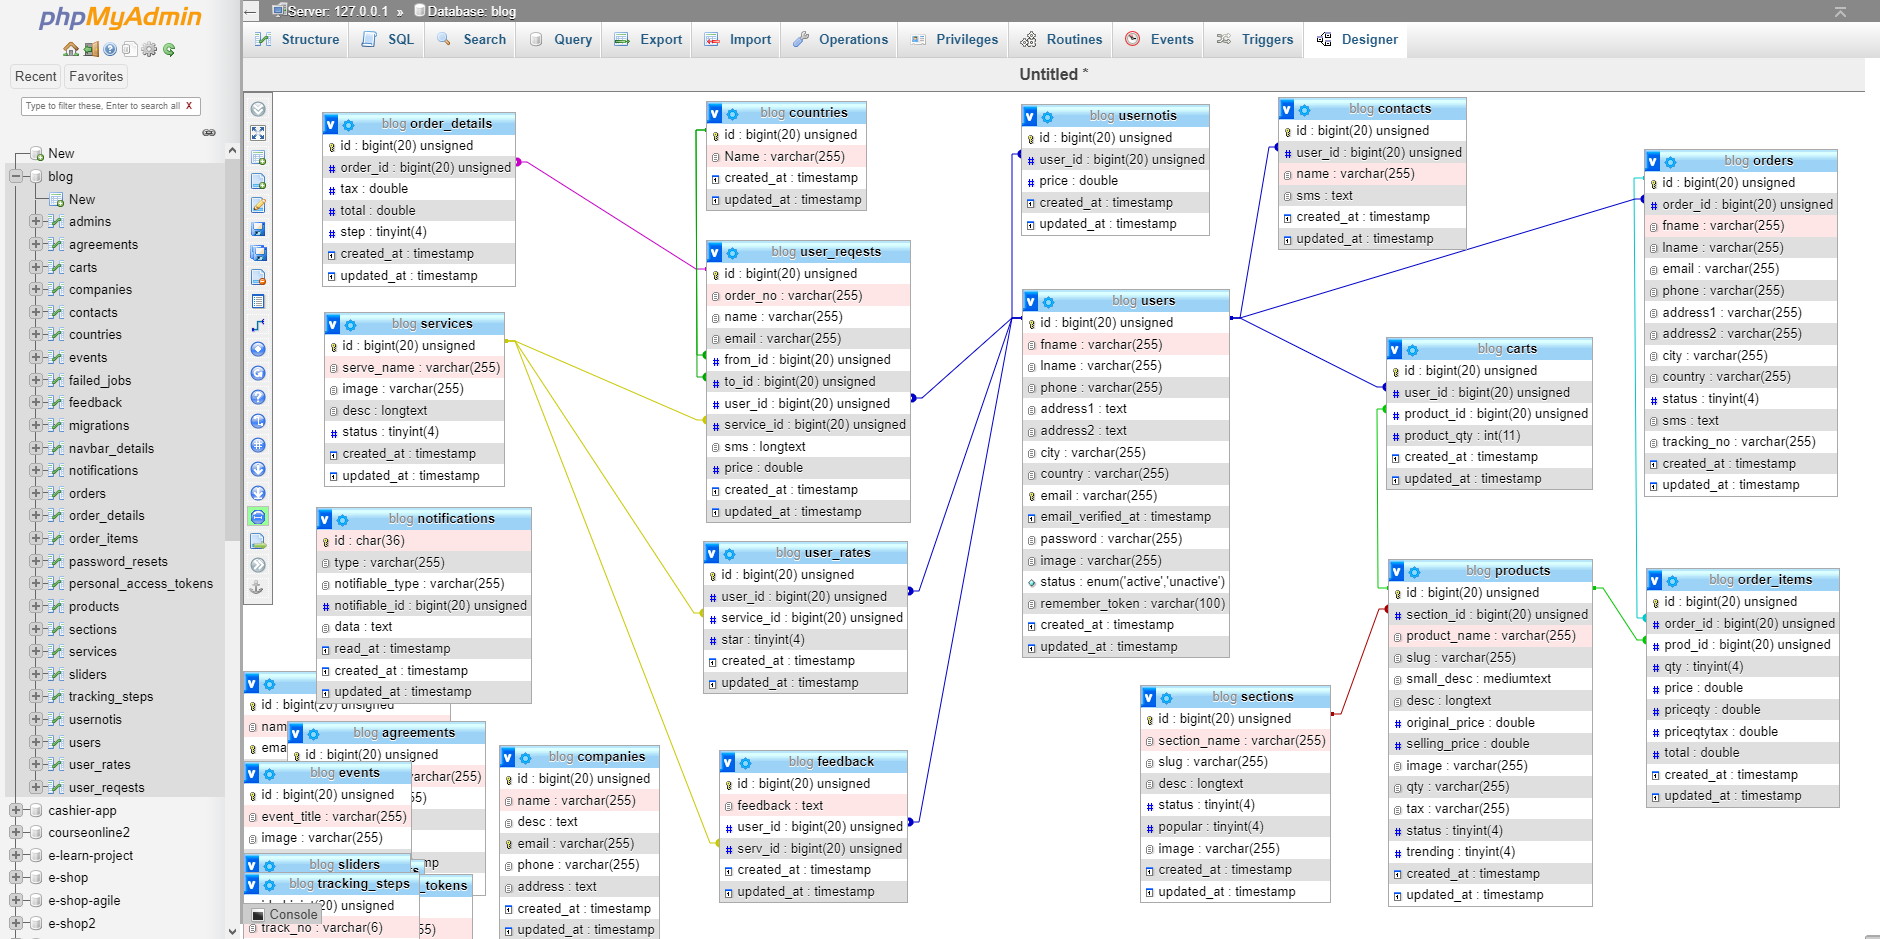 phpMyAdmin
Recent
Favorites
Type to filter these, Enter to search all
X
New
blog
New
admins
agreements
carts
companies
contacts
countries
events
failed_jobs
feedback
migrations
navbar_details
notifications
orders
order_details
order_items
password_resets
personal_access_tokens
products
sections
services
sliders
tracking_steps
usernotis
users
user_rates
user_reqests
cashier-app
courseonline2
e-learn-project
e-shop
e-shop-agile
e-shop2
Server: 127.0.0.1 » Database: blog
Structure
SQL
Search
Query
Export
Import
Operations
Privileges
Routines
Events
Triggers
Designer
Untitled *
blog order_details
id : bigint(20) unsigned
order_id : bigint(20) unsigned
tax : double
total : double
step : tinyint(4)
created_at : timestamp
updated_at : timestamp
blog services
id : bigint(20) unsigned
serve_name : varchar(255)
image : varchar(255)
desc : longtext
status : tinyint(4)
created_at : timestamp
updated_at : timestamp
blog notifications
id : char(36)
type : varchar(255)
notifiable_type : varchar(255)
notifiable_id : bigint(20) unsigned
data : text
read_at : timestamp
created_at : timestamp
updated_at : timestamp
id : bigint(20) unsigned
nam
ema
blog agreements
id : bigint(20) unsigned
varchar(255)
55)
mp
blog events
id : bigint(20) unsigned
event_title : varchar(255)
image : varchar(255)
blog sliders
s
blog tracking_steps
_tokens
bigint(20) unsigned
track_no : varchar(6)
55)
Console
blog companies
id : bigint(20) unsigned
name : varchar(255)
desc : text
email : varchar(255)
phone : varchar(255)
address : text
created_at : timestamp
updated_at : timestamp
blog countries
id : bigint(20) unsigned
Name : varchar(255)
created_at : timestamp
updated_at : timestamp
blog user_reqests
id : bigint(20) unsigned
order_no : varchar(255)
name : varchar(255)
email : varchar(255)
from_id : bigint(20) unsigned
to_id : bigint(20) unsigned
user_id : bigint(20) unsigned
service_id : bigint(20) unsigned
sms : longtext
price : double
created_at : timestamp
updated_at : timestamp
blog user_rates
id : bigint(20) unsigned
user_id : bigint(20) unsigned
service_id : bigint(20) unsigned
star : tinyint(4)
created_at : timestamp
updated_at : timestamp
blog feedback
id : bigint(20) unsigned
feedback : text
user_id : bigint(20) unsigned
serv_id : bigint(20) unsigned
created_at : timestamp
updated_at : timestamp
blog usernotis
id : bigint(20) unsigned
user_id : bigint(20) unsigned
price : double
created_at : timestamp
updated_at : timestamp
blog users
id : bigint(20) unsigned
fname : varchar(255)
lname : varchar(255)
phone : varchar(255)
address1 : text
address2 : text
city : varchar(255)
country : varchar(255)
email : varchar(255)
email_verified_at : timestamp
password : varchar(255)
image : varchar(255)
status : enum('active','unactive')
remember_token : varchar(100)
created_at : timestamp
updated_at : timestamp
blog sections
id : bigint(20) unsigned
section_name : varchar(255)
slug : varchar(255)
desc : longtext
status : tinyint(4)
popular : tinyint(4)
image : varchar(255)
created_at : timestamp
updated_at : timestamp
blog contacts
id : bigint(20) unsigned
user_id : bigint(20) unsigned
name : varchar(255)
sms : text
created_at : timestamp
updated_at : timestamp
blog carts
id : bigint(20) unsigned
user_id : bigint(20) unsigned
product_id : bigint(20) unsigned
product_qty : int(11)
created_at : timestamp
updated_at : timestamp
blog products
id : bigint(20) unsigned
section_id : bigint(20) unsigned
product_name : varchar(255)
slug : varchar(255)
small_desc : mediumtext
desc : longtext
original_price : double
selling_price : double
image : varchar(255)
qty : varchar(255)
tax : varchar(255)
status : tinyint(4)
trending : tinyint(4)
created_at : timestamp
updated_at : timestamp
blog orders
id : bigint(20) unsigned
order_id : bigint(20) unsigned
fname : varchar(255)
lname : varchar(255)
email : varchar(255)
phone : varchar(255)
address1 : varchar(255)
address2 : varchar(255)
city : varchar(255)
country : varchar(255)
status : tinyint(4)
sms : text
tracking_no : varchar(255)
created_at : timestamp
updated_at : timestamp
blog order_items
id : bigint(20) unsigned
order_id : bigint(20) unsigned
prod_id : bigint(20) unsigned
qty : tinyint(4)
price : double
priceqty : double
priceqtytax : double
total : double
created_at : timestamp
updated_at : timestamp